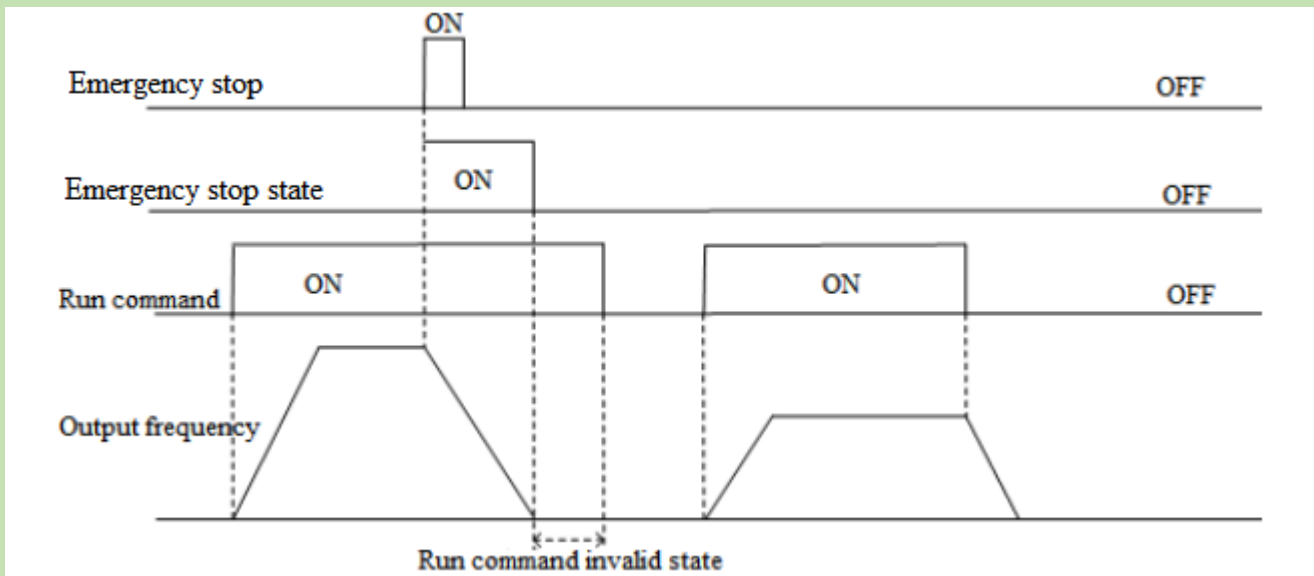 ON
Emergency stop
OFF
ON
Emergency stop state
OFF
ON
ON
Run command
OFF
Output frequency
Run command invalid state